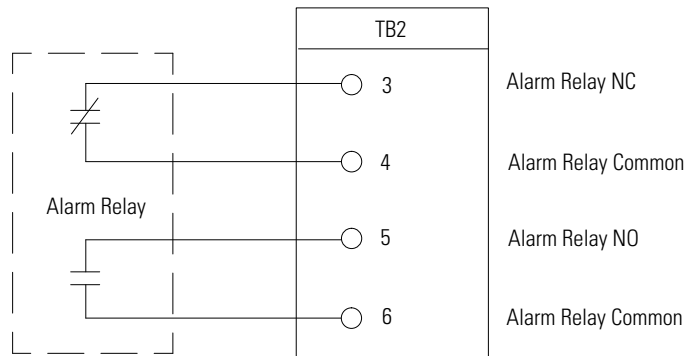 TB2
3 Alarm Relay NC
4 Alarm Relay Common
Alarm Relay
5 Alarm Relay NO
6 Alarm Relay Common